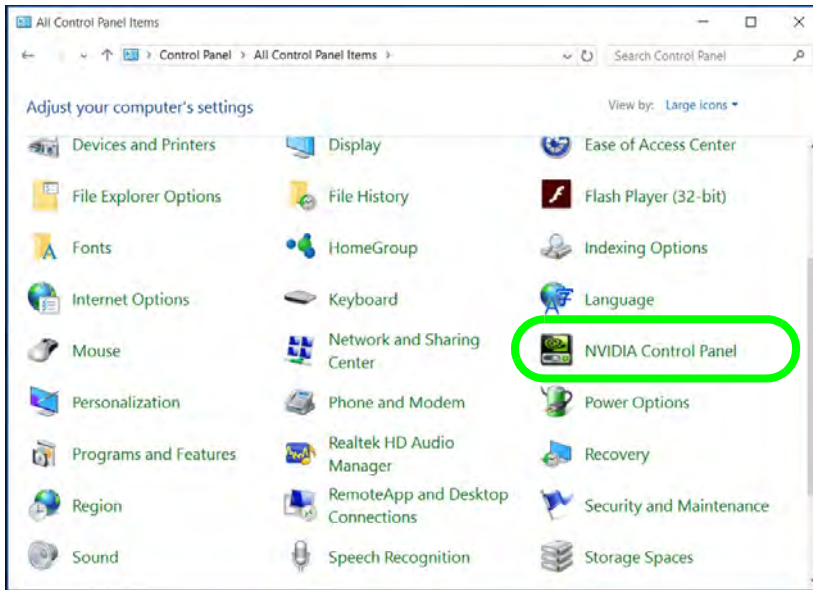 All Control Panel Items
Control Panel > All Control Panel Items >
Search Control Panel
Adjust your computer's settings
View by: Large icons
Devices and Printers
Display
Ease of Access Center
File Explorer Options
File History
Flash Player (32-bit)
Fonts
HomeGroup
Indexing Options
Internet Options
Keyboard
Language
Mouse
Network and Sharing
Center
NVIDIA Control Panel
Personalization
Phone and Modem
Power Options
Programs and Features
Realtek HD Audio
Manager
Recovery
Region
RemoteApp and Desktop
Connections
Security and Maintenance
Sound
Speech Recognition
Storage Spaces